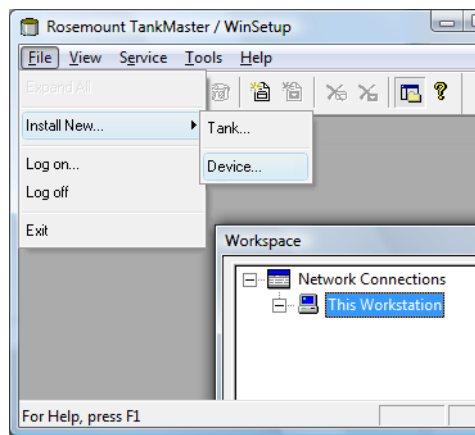 Rosemount TankMaster / WinSetup
File View Service Tools Help
Expand All
Install New...
Tank...
Log on...
Device...
Log off
Exit
Workspace
Network Connections
This Workstation
For Help, press F1